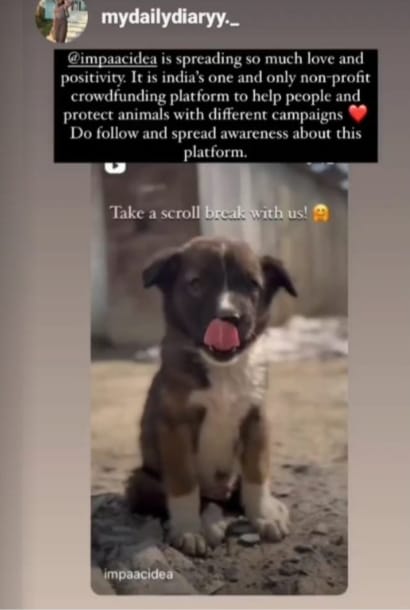 mydailydiaryy._
@impaacidea is spreading so much love and
positivity. It is india's one and only non-profit
crowdfunding platform to help people and
protect animals with different campaigns ❤️
Do follow and spread awareness about this
platform.
Take a scroll break with us! 🤗
impaacidea